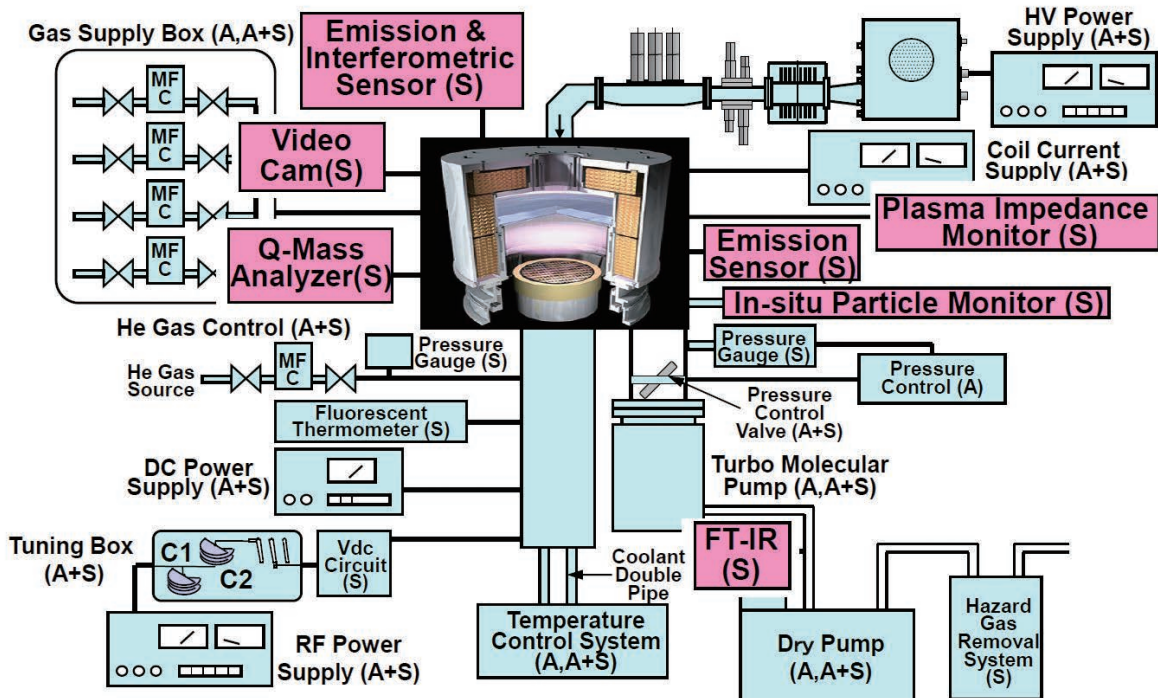 Gas Supply Box (A,A+S)
MF
C
MF
C
MF
C
MF
C
Emission &
Interferometric
Sensor (S)
Video
Cam(S)
Q-Mass
Analyzer(S)
HV Power
Supply (A+S)
Coil Current
Supply (A+S)
Plasma Impedance
Monitor (S)
Emission
Sensor (S)
In-situ Particle Monitor (S)
He Gas Control (A+S)
MF
C
He Gas
Source
Pressure
Gauge (S)
Pressure
Gauge (S)
Pressure
Control (A)
Pressure
Control
Valve (A+S)
Fluorescent
Thermometer (S)
DC Power
Supply (A+S)
Turbo Molecular
Pump (A,A+S)
Tuning Box
(A+S)
C1
C2
Vdc
Circuit
(S)
Coolant
Double
Pipe
FT-IR
(S)
RF Power
Supply (A+S)
Temperature
Control System
(A,A+S)
Dry Pump
(A,A+S)
Hazard
Gas
Removal
System
(S)